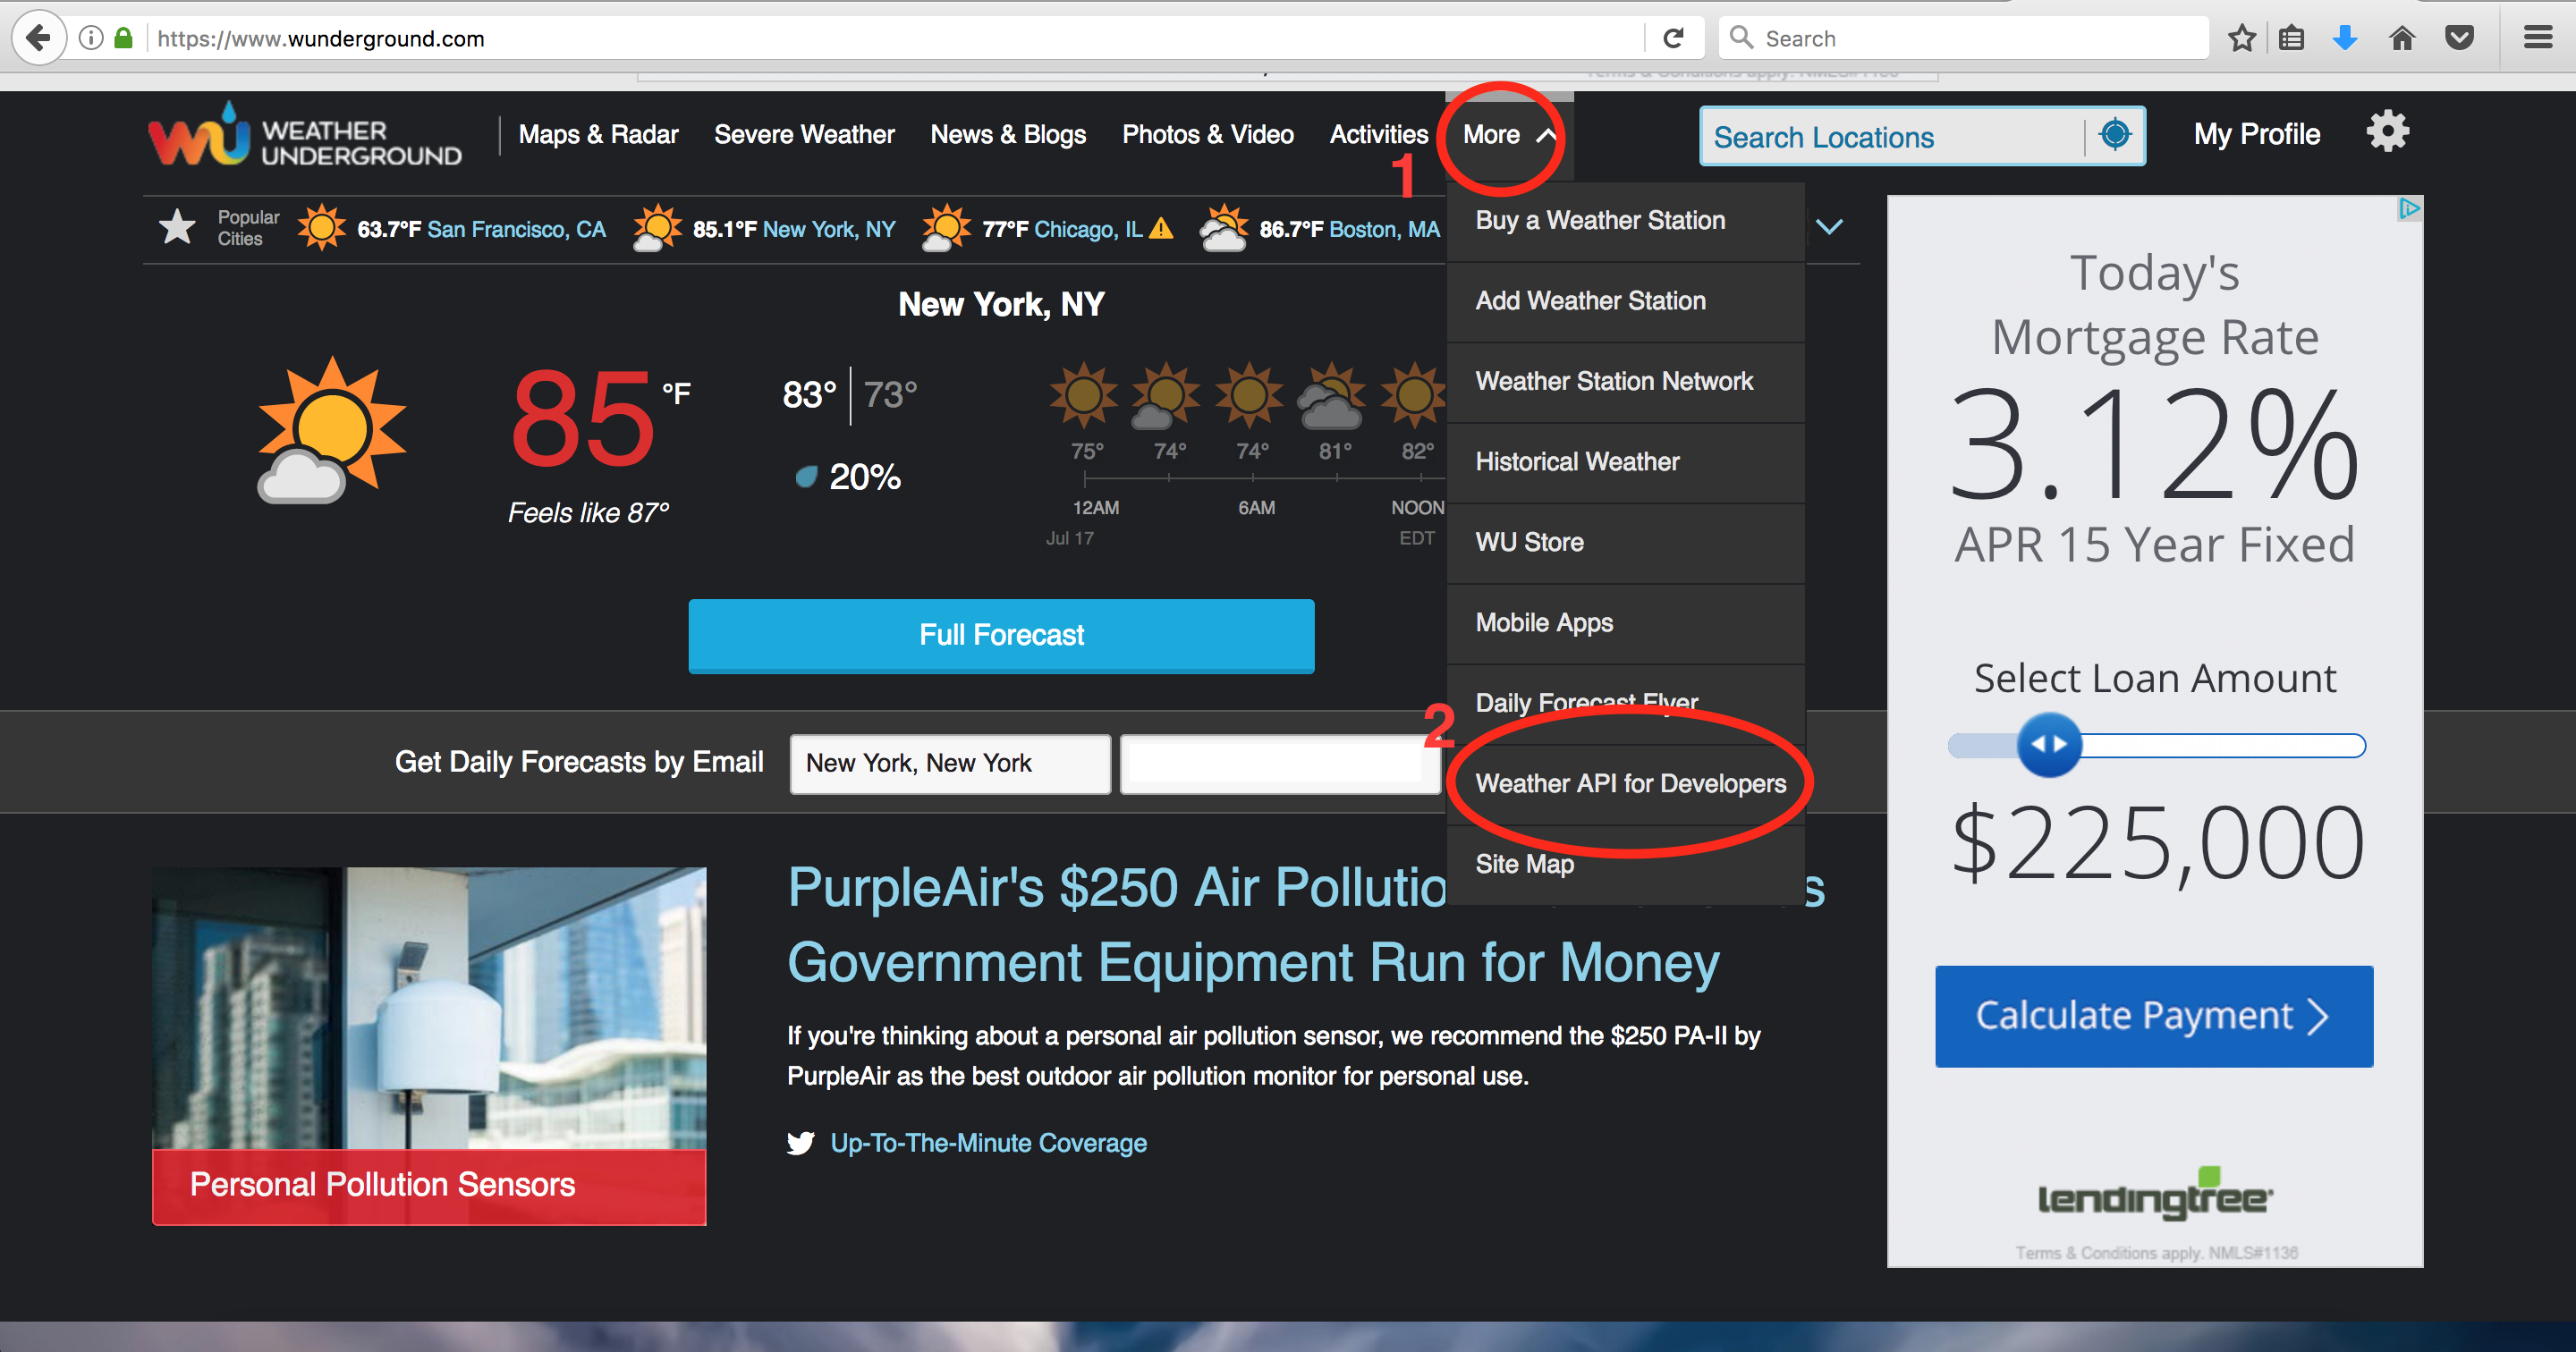 https://www.wunderground.com
Search
Terms & Conditions apply. NMLS#1136
WU WEATHER UNDERGROUND
Maps & Radar
Severe Weather
News & Blogs
Photos & Video
Activities
More
Search Locations
My Profile
1
Popular Cities
63.7°F San Francisco, CA
85.1°F New York, NY
77°F Chicago, IL
86.7°F Boston, MA
Buy a Weather Station
Add Weather Station
Weather Station Network
Historical Weather
WU Store
Mobile Apps
Daily Forecast Flyer
2
Weather API for Developers
Site Map
New York, NY
85 °F
Feels like 87°
83° | 73°
20%
75° 74° 74° 81° 82°
12AM 6AM NOON
Jul 17 EDT
Full Forecast
Get Daily Forecasts by Email
New York, New York
Personal Pollution Sensors
PurpleAir's $250 Air Pollutio s
Government Equipment Run for Money
If you're thinking about a personal air pollution sensor, we recommend the $250 PA-II by
PurpleAir as the best outdoor air pollution monitor for personal use.
Up-To-The-Minute Coverage
Today's
Mortgage Rate
3.12%
APR 15 Year Fixed
Select Loan Amount
$225,000
Calculate Payment
lendingtree
Terms & Conditions apply. NMLS#1136